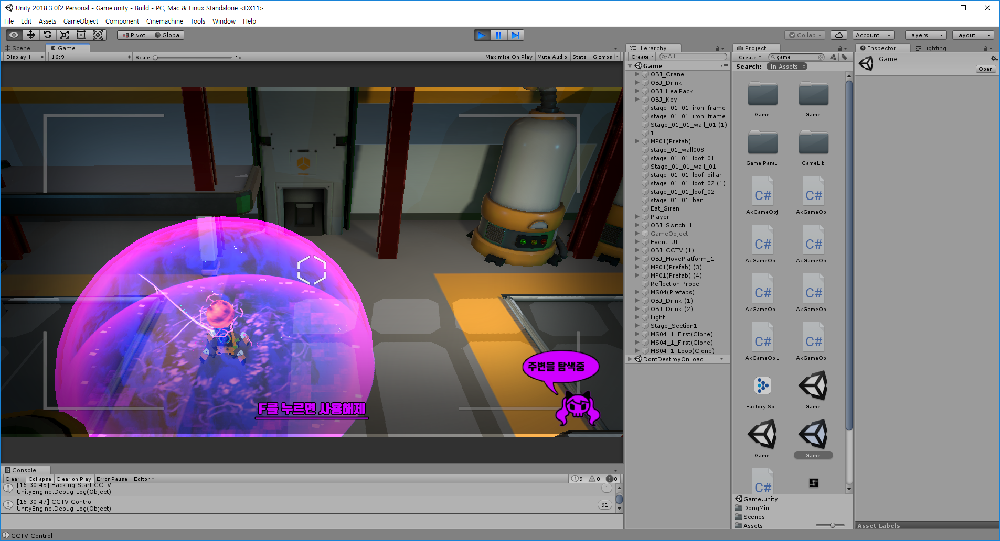 Unity 2018.3.0f2 Personal - Game.unity - Build - PC, Mac & Linux Standalone <DX11>
File Edit Assets GameObject Component Cinemachine Tools Window Help
Pivot Global
Collab Account Layers Layout
Scene Game
Display 1 16:9 Scale 1x Maximize On Play Mute Audio Stats Gizmos
주변을 탐색중
F를 누르면 사용해제
Console
Clear Collapse Clear on Play Error Pause Editor 9 0 0
[16:30:45] Hacking Start CCTV
UnityEngine.Debug:Log(Object)
1
[16:30:47] CCTV Control
UnityEngine.Debug:Log(Object)
91
CCTV Control
Hierarchy
Create All
Game
OBJ_Crane
OBJ_Drink
OBJ_HealPack
OBJ_Key
stage_01_01_iron_frame_
stage_01_01_iron_frame_
Stage_01_01_wall_01 (1)
1
MP01(Prefab)
stage_01_wall008
stage_01_01_loof_01
Stage_01_01_wall_01
stage_01_01_loof_pillar
stage_01_01_loof_02 (1)
stage_01_01_loof_02
stage_01_01_bar
Eat_Siren
Player
OBJ_Switch_1
GameObject
Event_UI
OBJ_CCTV (1)
OBJ_MovePlatform_1
MP01(Prefab) (3)
MP01(Prefab) (4)
Reflection Probe
MS04(Prefabs)
OBJ_Drink (1)
OBJ_Drink (2)
Light
Stage_Section1
MS04_1_First(Clone)
MS04_1_First(Clone)
MS04_1_Loop(Clone)
DontDestroyOnLoad
Project
Create game
Search: In Assets
Game Game
Game Para... GameLib
C# C#
AkGameObj AkGameOb...
C# C#
AkGameOb... AkGameOb...
C# C#
AkGameOb... AkGameOb...
C# C#
AkGameOb... AkGameOb...
Factory So... Game
Game Game
C#
Game.unity
DongMin
Scenes
Assets
Inspector Lighting
Game
Open
Asset Labels